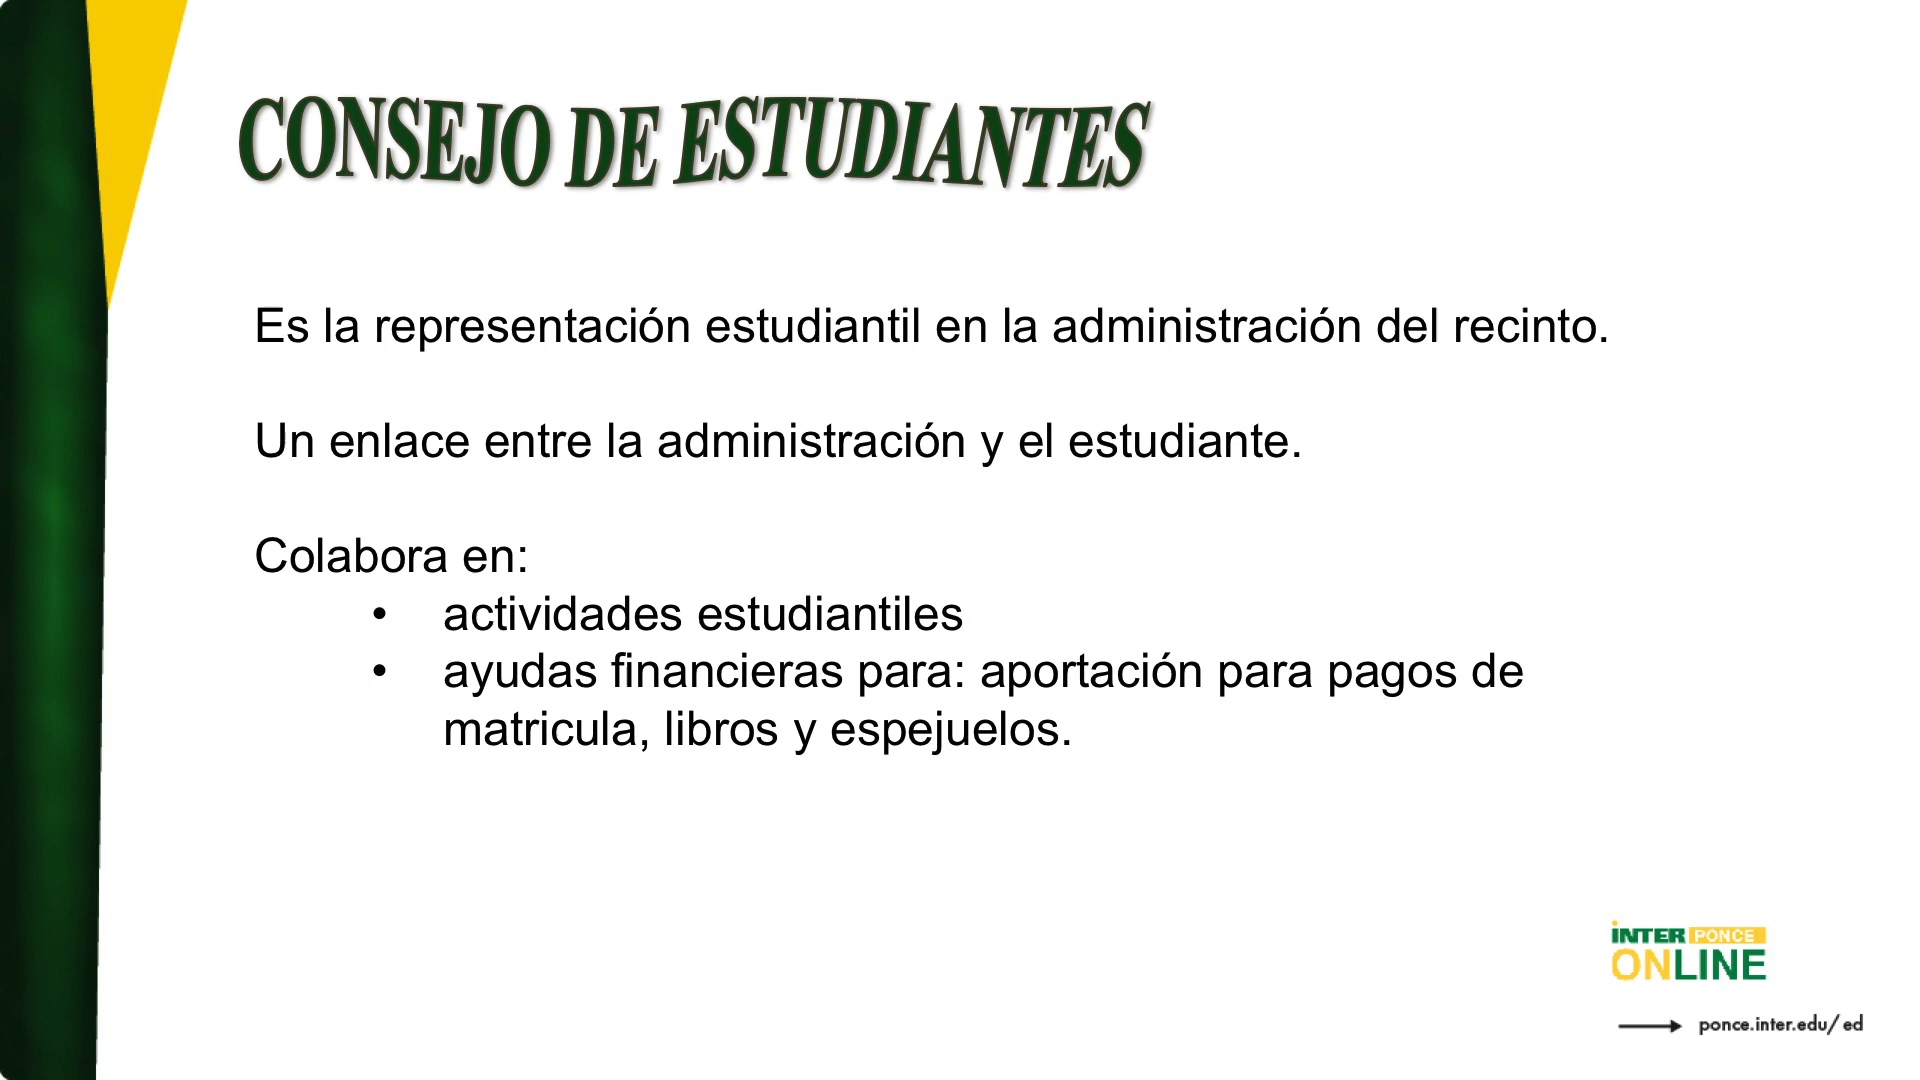 CONSEJO DE ESTUDIANTES
Es la representación estudiantil en la administración del recinto.
Un enlace entre la administración y el estudiante.
Colabora en:
• actividades estudiantiles
• ayudas financieras para: aportación para pagos de
matricula, libros y espejuelos.
INTER PONCE
ONLINE
ponce.inter.edu/ed